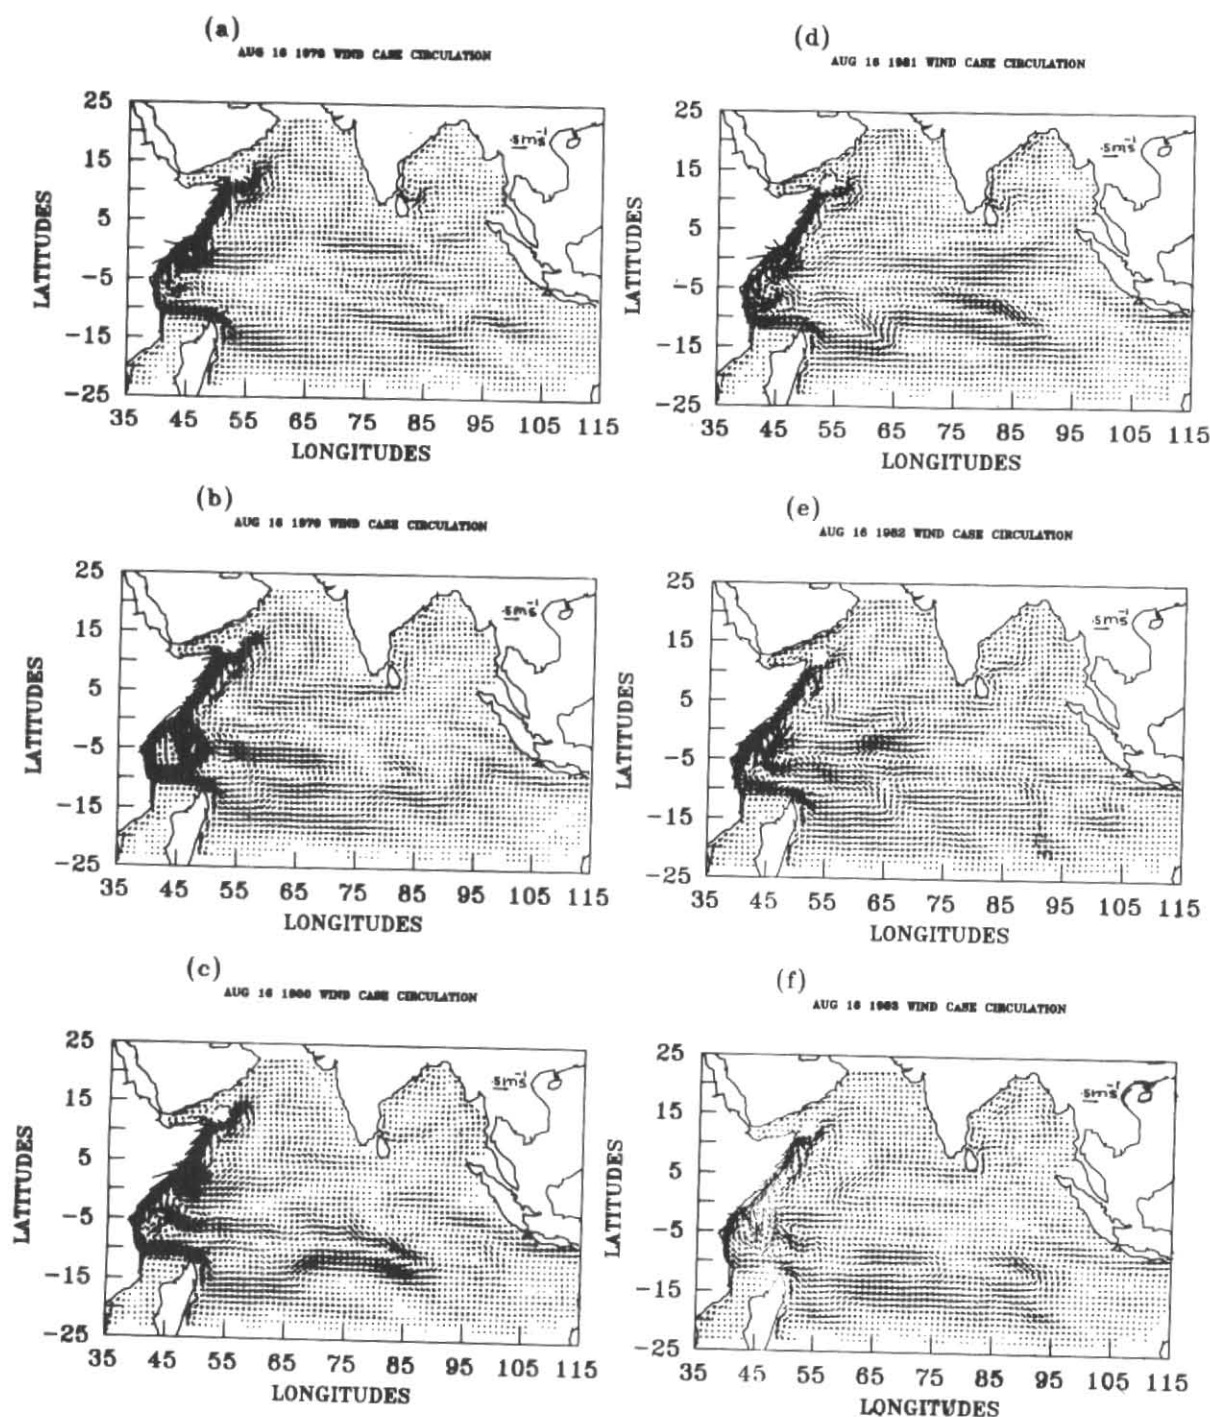 (a)
AUG 16 1978 WIND CASE CIRCULATION
25
15
5
-5
-15
-25
LATITUDES
.5ms⁻¹
35 45 55 65 75 85 95 105 115
LONGITUDES
(b)
AUG 16 1979 WIND CASE CIRCULATION
25
15
5
-5
-15
-25
LATITUDES
.5ms⁻¹
35 45 55 65 75 85 95 105 115
LONGITUDES
(c)
AUG 16 1980 WIND CASE CIRCULATION
25
15
5
-5
-15
-25
LATITUDES
.5ms⁻¹
35 45 55 65 75 85 95 105 115
LONGITUDES
(d)
AUG 16 1981 WIND CASE CIRCULATION
25
15
5
-5
-15
-25
LATITUDES
.5ms⁻¹
35 45 55 65 75 85 95 105 115
LONGITUDES
(e)
AUG 16 1982 WIND CASE CIRCULATION
25
15
5
-5
-15
-25
LATITUDES
.5ms⁻¹
35 45 55 65 75 85 95 105 115
LONGITUDES
(f)
AUG 16 1983 WIND CASE CIRCULATION
25
15
5
-5
-15
-25
LATITUDES
.5ms⁻¹
35 45 55 65 75 85 95 105 115
LONGITUDES